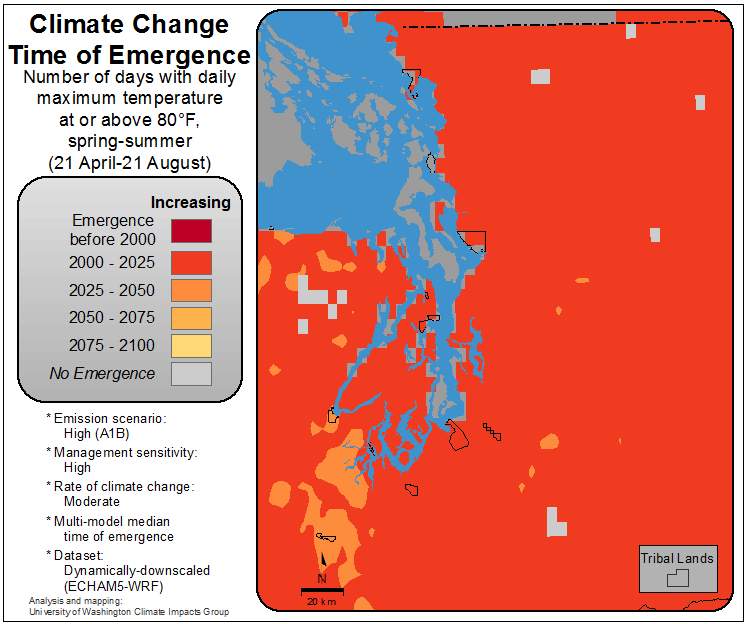 Climate Change
Time of Emergence
Number of days with daily
maximum temperature
at or above 80°F,
spring-summer
(21 April-21 August)
Increasing
Emergence
before 2000
2000 - 2025
2025 - 2050
2050 - 2075
2075 - 2100
No Emergence
* Emission scenario:
High (A1B)
* Management sensitivity:
High
* Rate of climate change:
Moderate
* Multi-model median
time of emergence
* Dataset:
Dynamically-downscaled
(ECHAM5-WRF)
Analysis and mapping:
University of Washington Climate Impacts Group
N
20 km
Tribal Lands